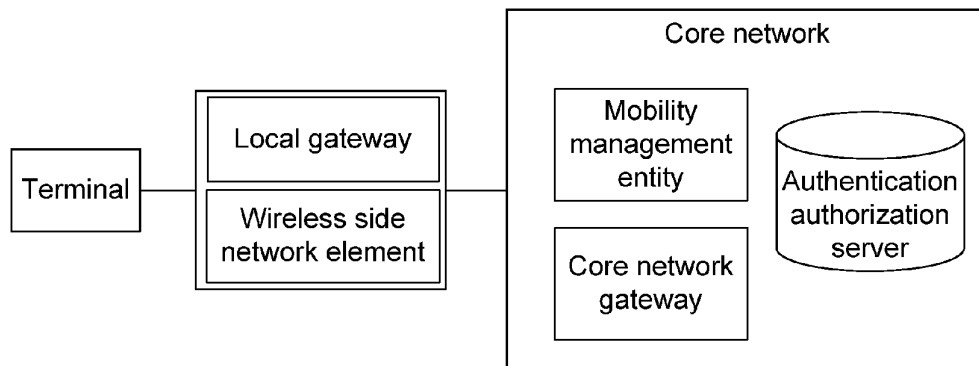 Core network
Mobility
management
entity
Local gateway
Terminal
Authentication
authorization
server
Wireless side
network element
Core network
gateway